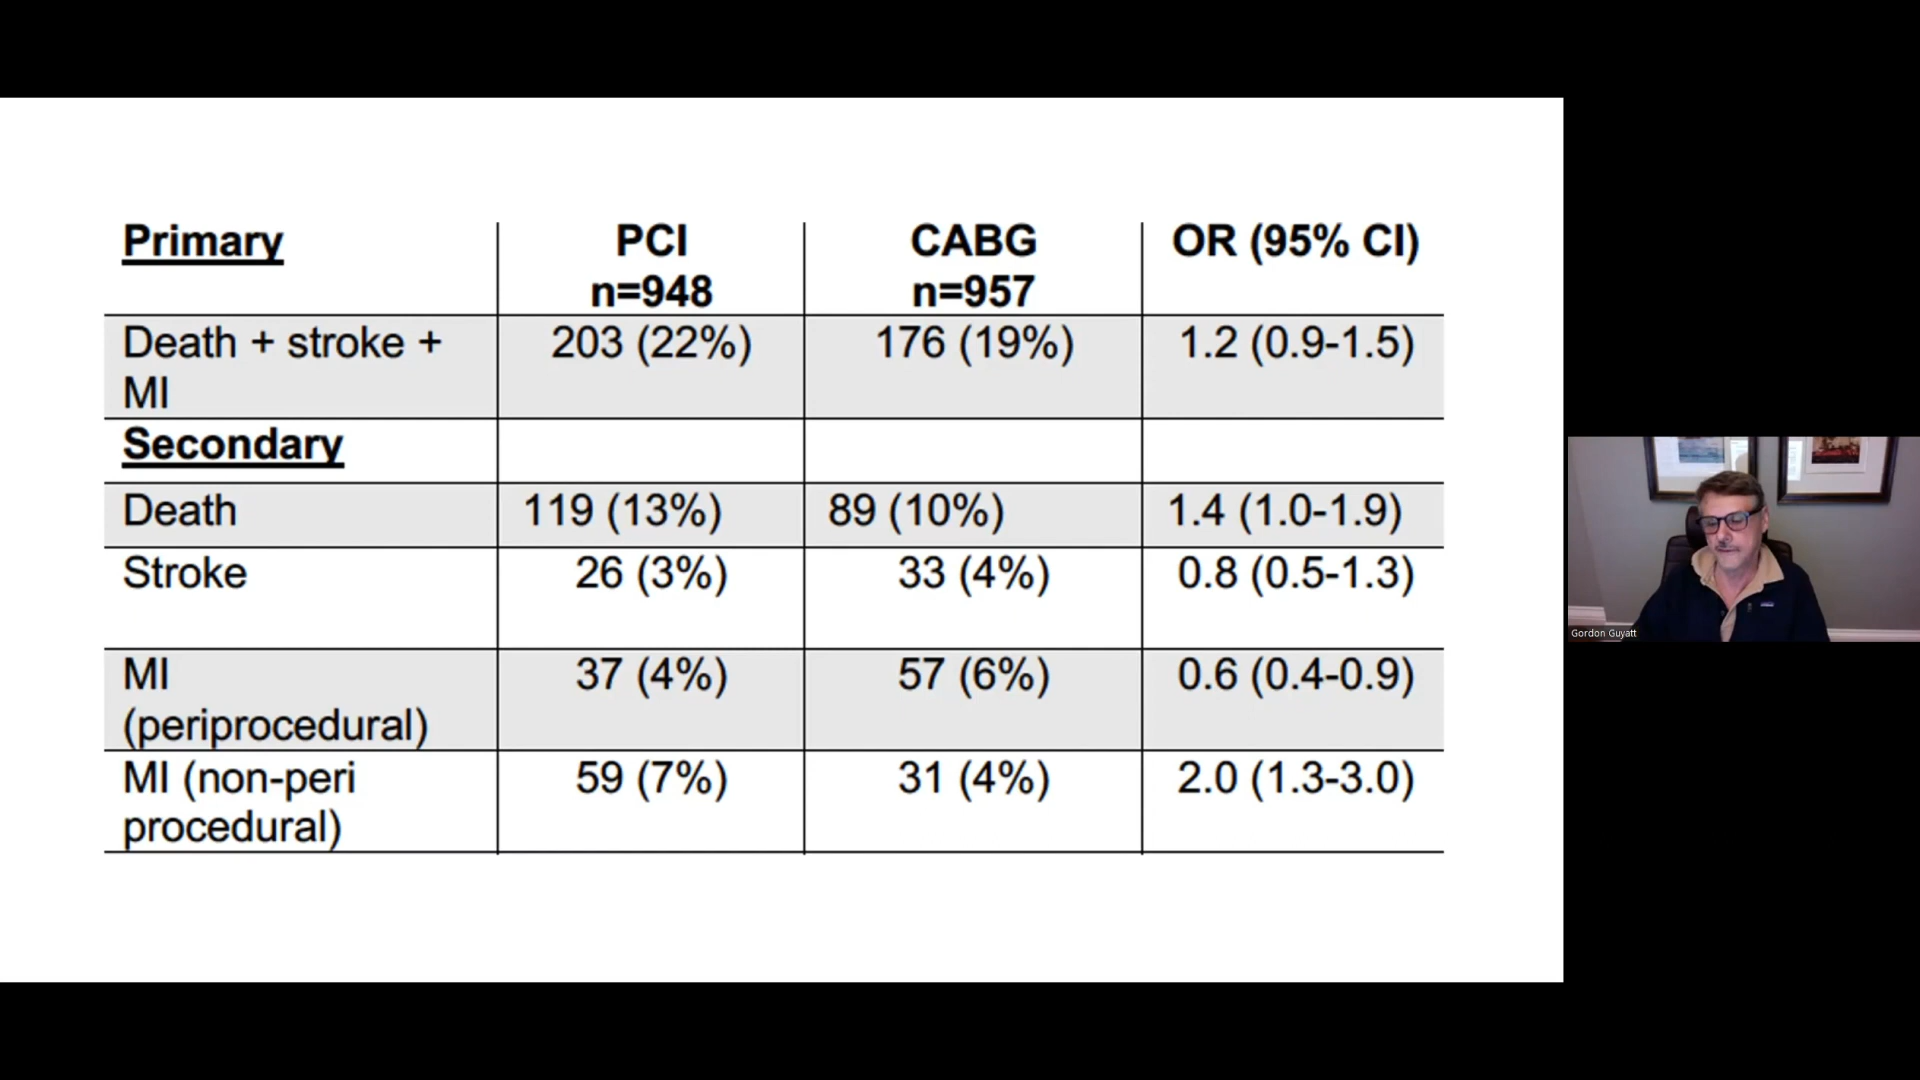 Primary PCI CABG OR (95% CI)
n=948 n=957
Death + stroke + 203 (22%) 176 (19%) 1.2 (0.9-1.5)
MI
Secondary
Death 119 (13%) 89 (10%) 1.4 (1.0-1.9)
Stroke 26 (3%) 33 (4%) 0.8 (0.5-1.3)
MI 37 (4%) 57 (6%) 0.6 (0.4-0.9)
(periprocedural)
MI (non-peri 59 (7%) 31 (4%) 2.0 (1.3-3.0)
procedural)
Gordon Guyatt